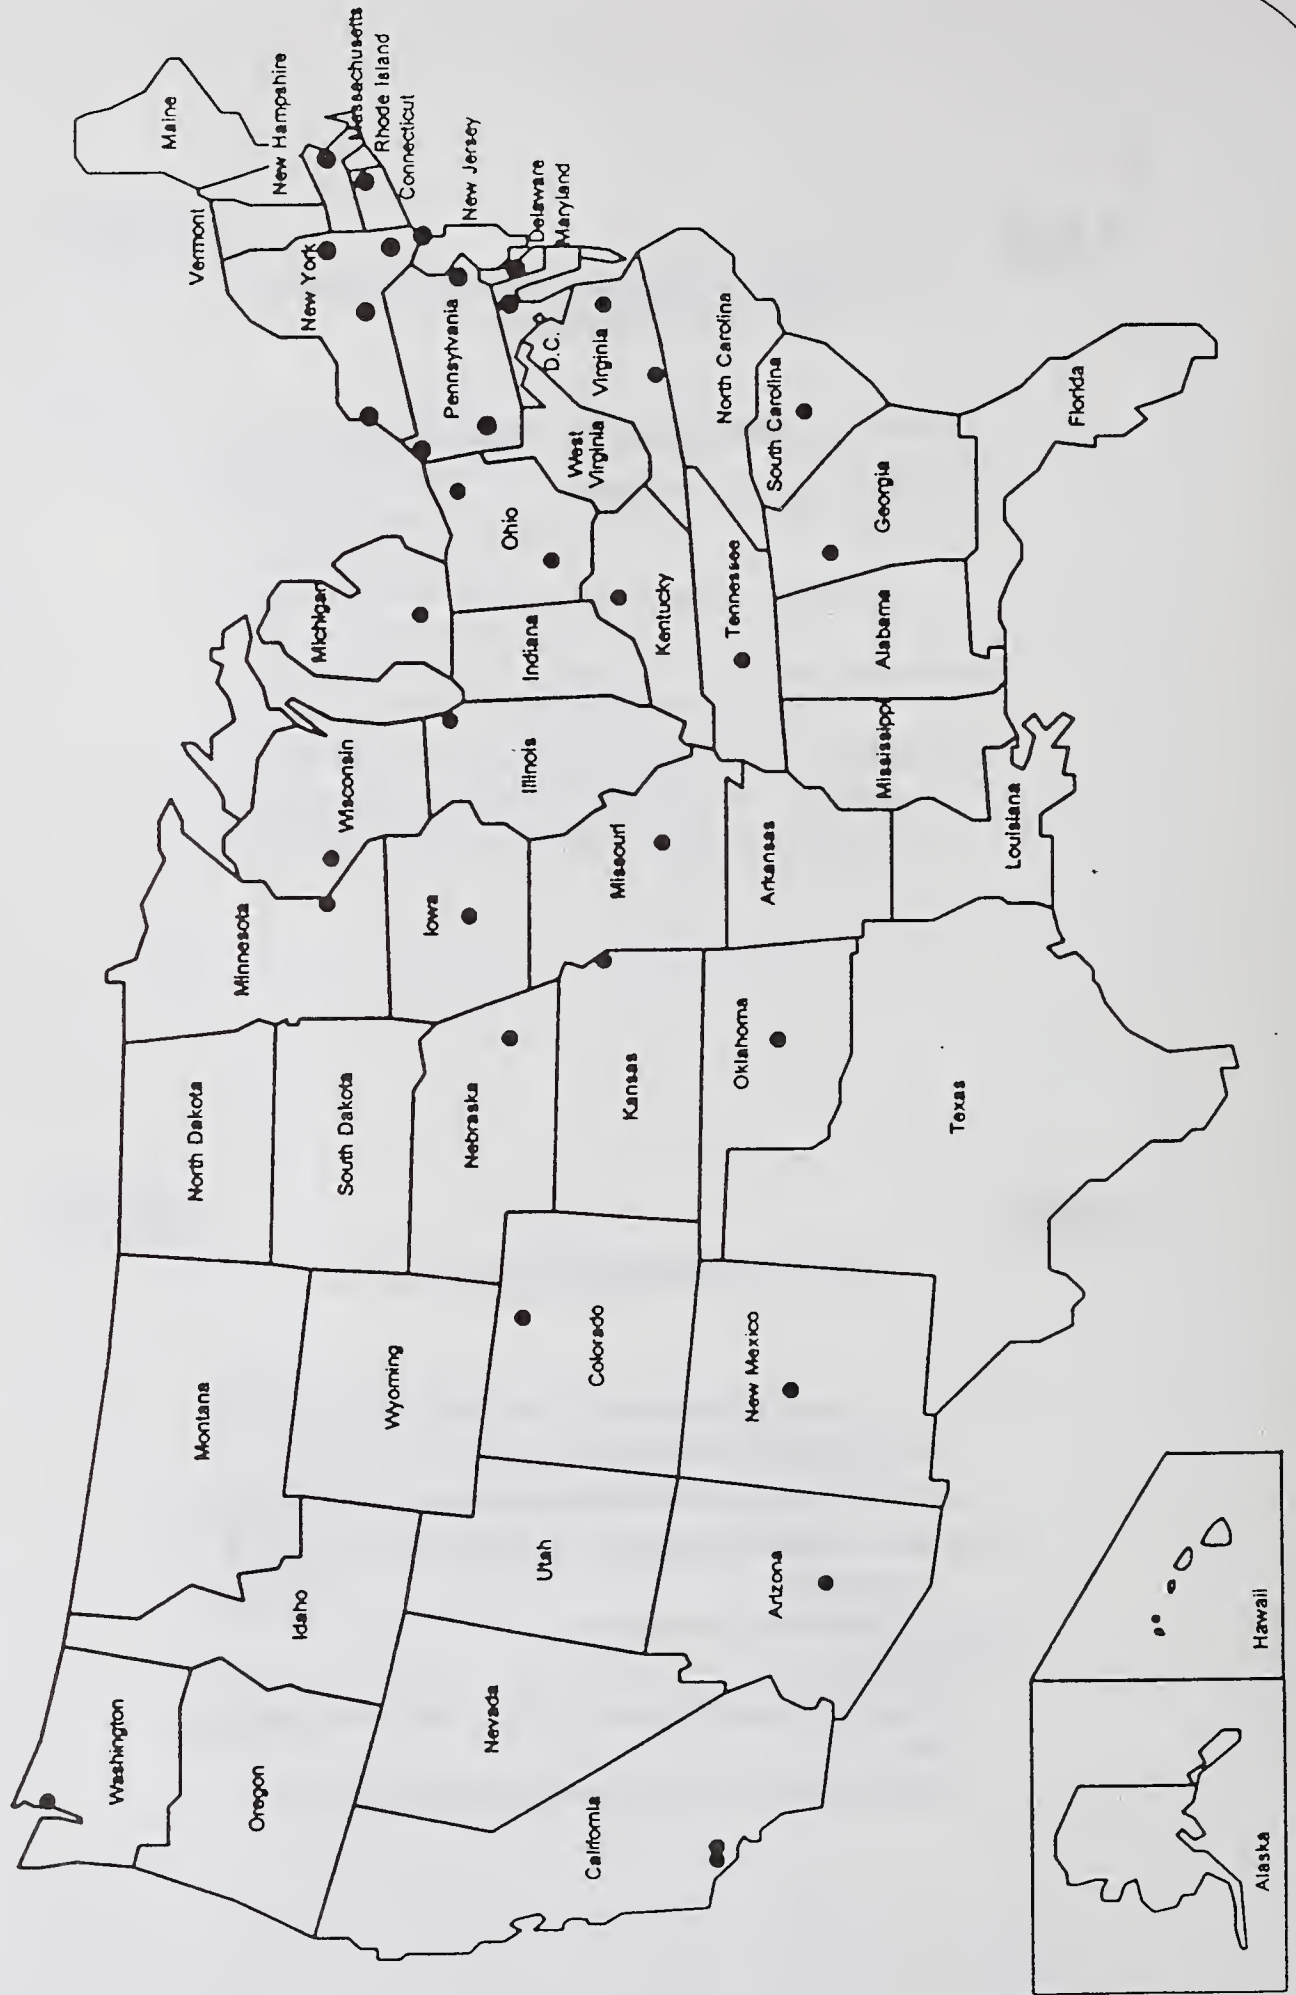 Washington
Oregon
California
Nevada
Idaho
Montana
Wyoming
Utah
Arizona
Colorado
New Mexico
North Dakota
South Dakota
Nebraska
Kansas
Oklahoma
Texas
Minnesota
Iowa
Missouri
Arkansas
Louisiana
Wisconsin
Illinois
Mississippi
Michigan
Indiana
Kentucky
Tennessee
Alabama
Ohio
Georgia
Florida
West
Virginia
Virginia
North Carolina
South Carolina
D.C.
Pennsylvania
New York
Vermont
New Hampshire
Maine
Massachusetts
Rhode Island
Connecticut
New Jersey
Delaware
Maryland
Alaska
Hawaii